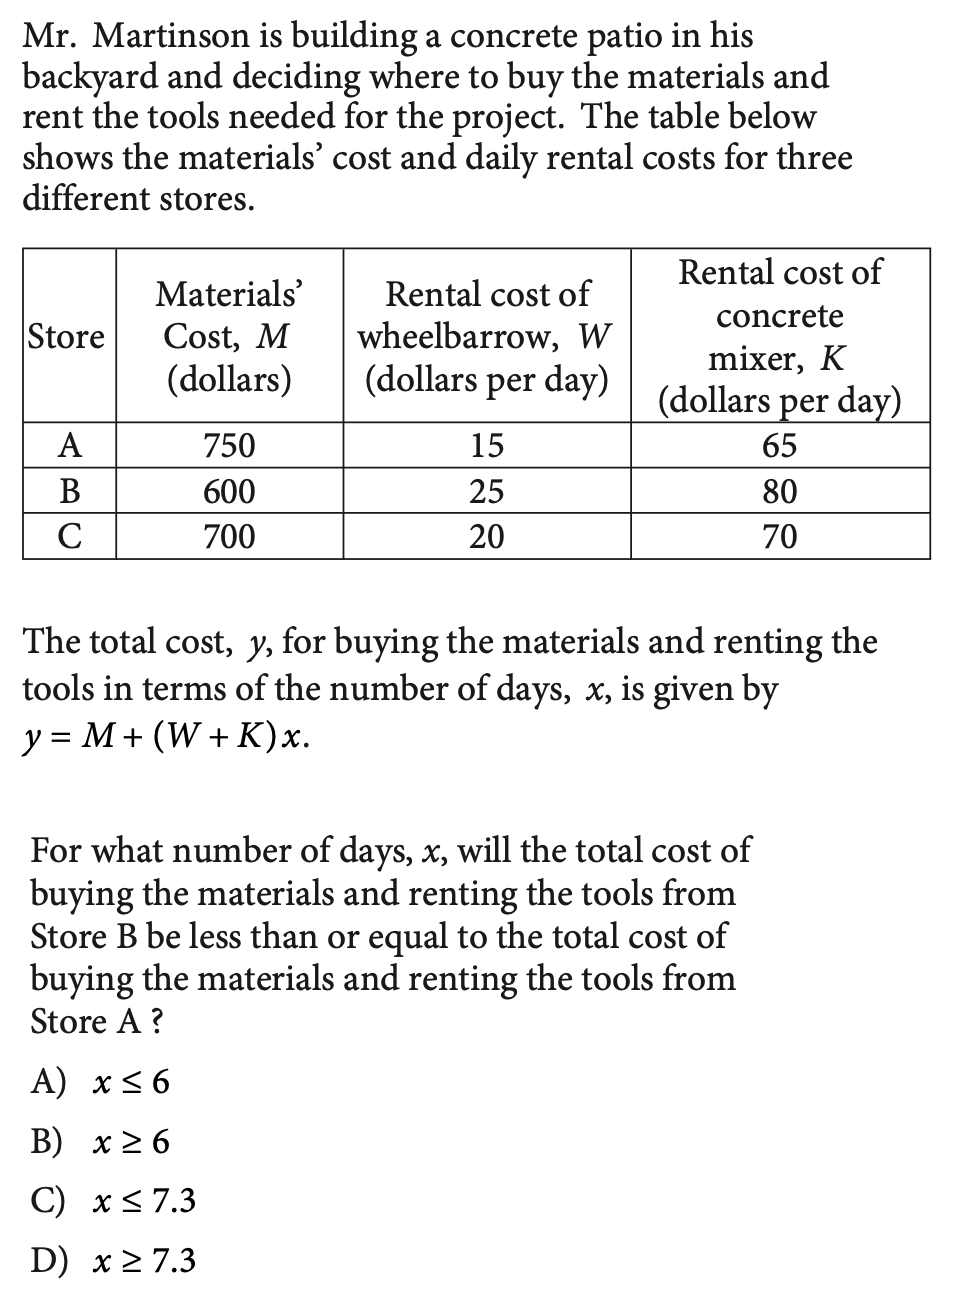 Mr. Martinson is building a concrete patio in his
backyard and deciding where to buy the materials and
rent the tools needed for the project. The table below
shows the materials’ cost and daily rental costs for three
different stores.
Store
Materials’
Cost, M
(dollars)
Rental cost of
wheelbarrow, W
(dollars per day)
Rental cost of
concrete
mixer, K
(dollars per day)
A 750 15 65
B 600 25 80
C 700 20 70
The total cost, y, for buying the materials and renting the
tools in terms of the number of days, x, is given by
y = M + (W + K)x.
For what number of days, x, will the total cost of
buying the materials and renting the tools from
Store B be less than or equal to the total cost of
buying the materials and renting the tools from
Store A ?
A) x ≤ 6
B) x ≥ 6
C) x ≤ 7.3
D) x ≥ 7.3